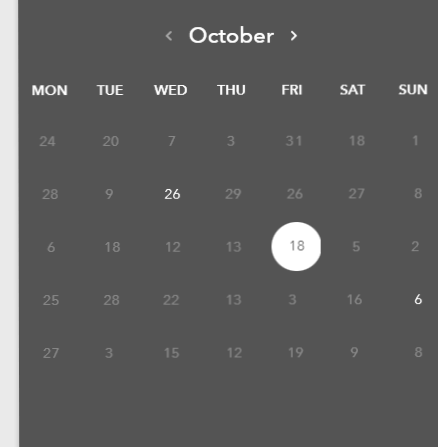 ‹ October ›
MON TUE WED THU FRI SAT SUN
24 20 7 3 31 18 1
28 9 26 29 26 27 8
6 18 12 13 18 5 2
25 28 22 13 3 16 6
27 3 15 12 19 9 8